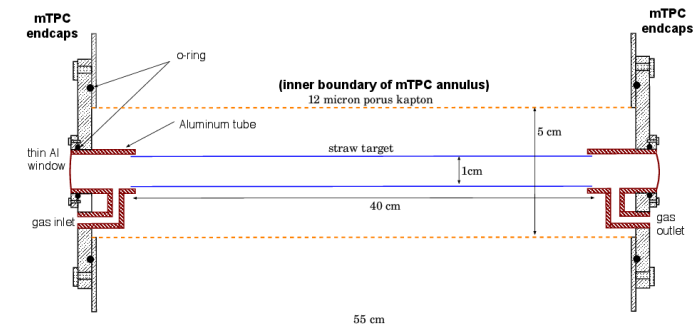 mTPC
endcaps
mTPC
endcaps
o-ring
(inner boundary of mTPC annulus)
12 micron porus kapton
Aluminum tube
5 cm
thin Al
window
straw target
1cm
40 cm
gas inlet
gas
outlet
55 cm